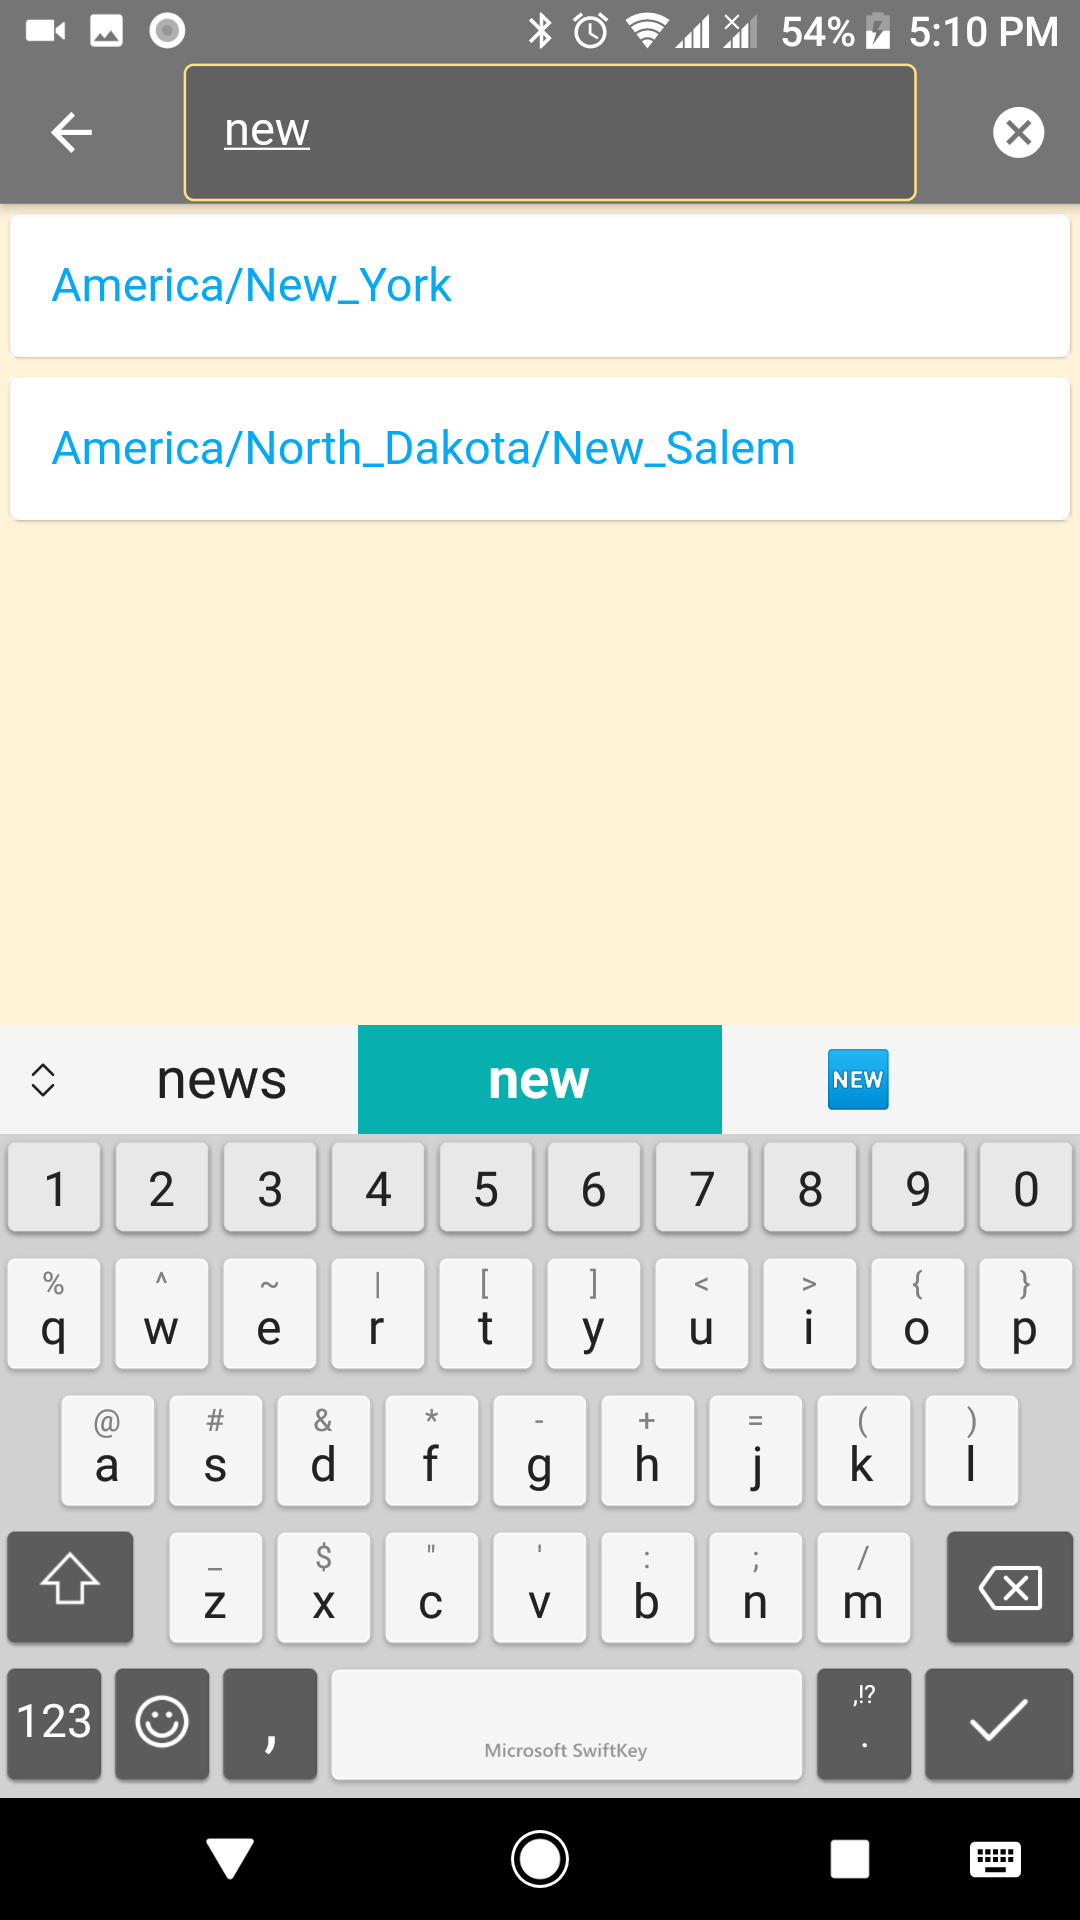 54% 5:10 PM
new
America/New_York
America/North_Dakota/New_Salem
news new NEW
1 2 3 4 5 6 7 8 9 0
% ^ ~ | [ ] < > { }
q w e r t y u i o p
@ # & * - + = ( )
a s d f g h j k l
_ $ " ' : ; /
z x c v b n m
123 , Microsoft SwiftKey ,!? .